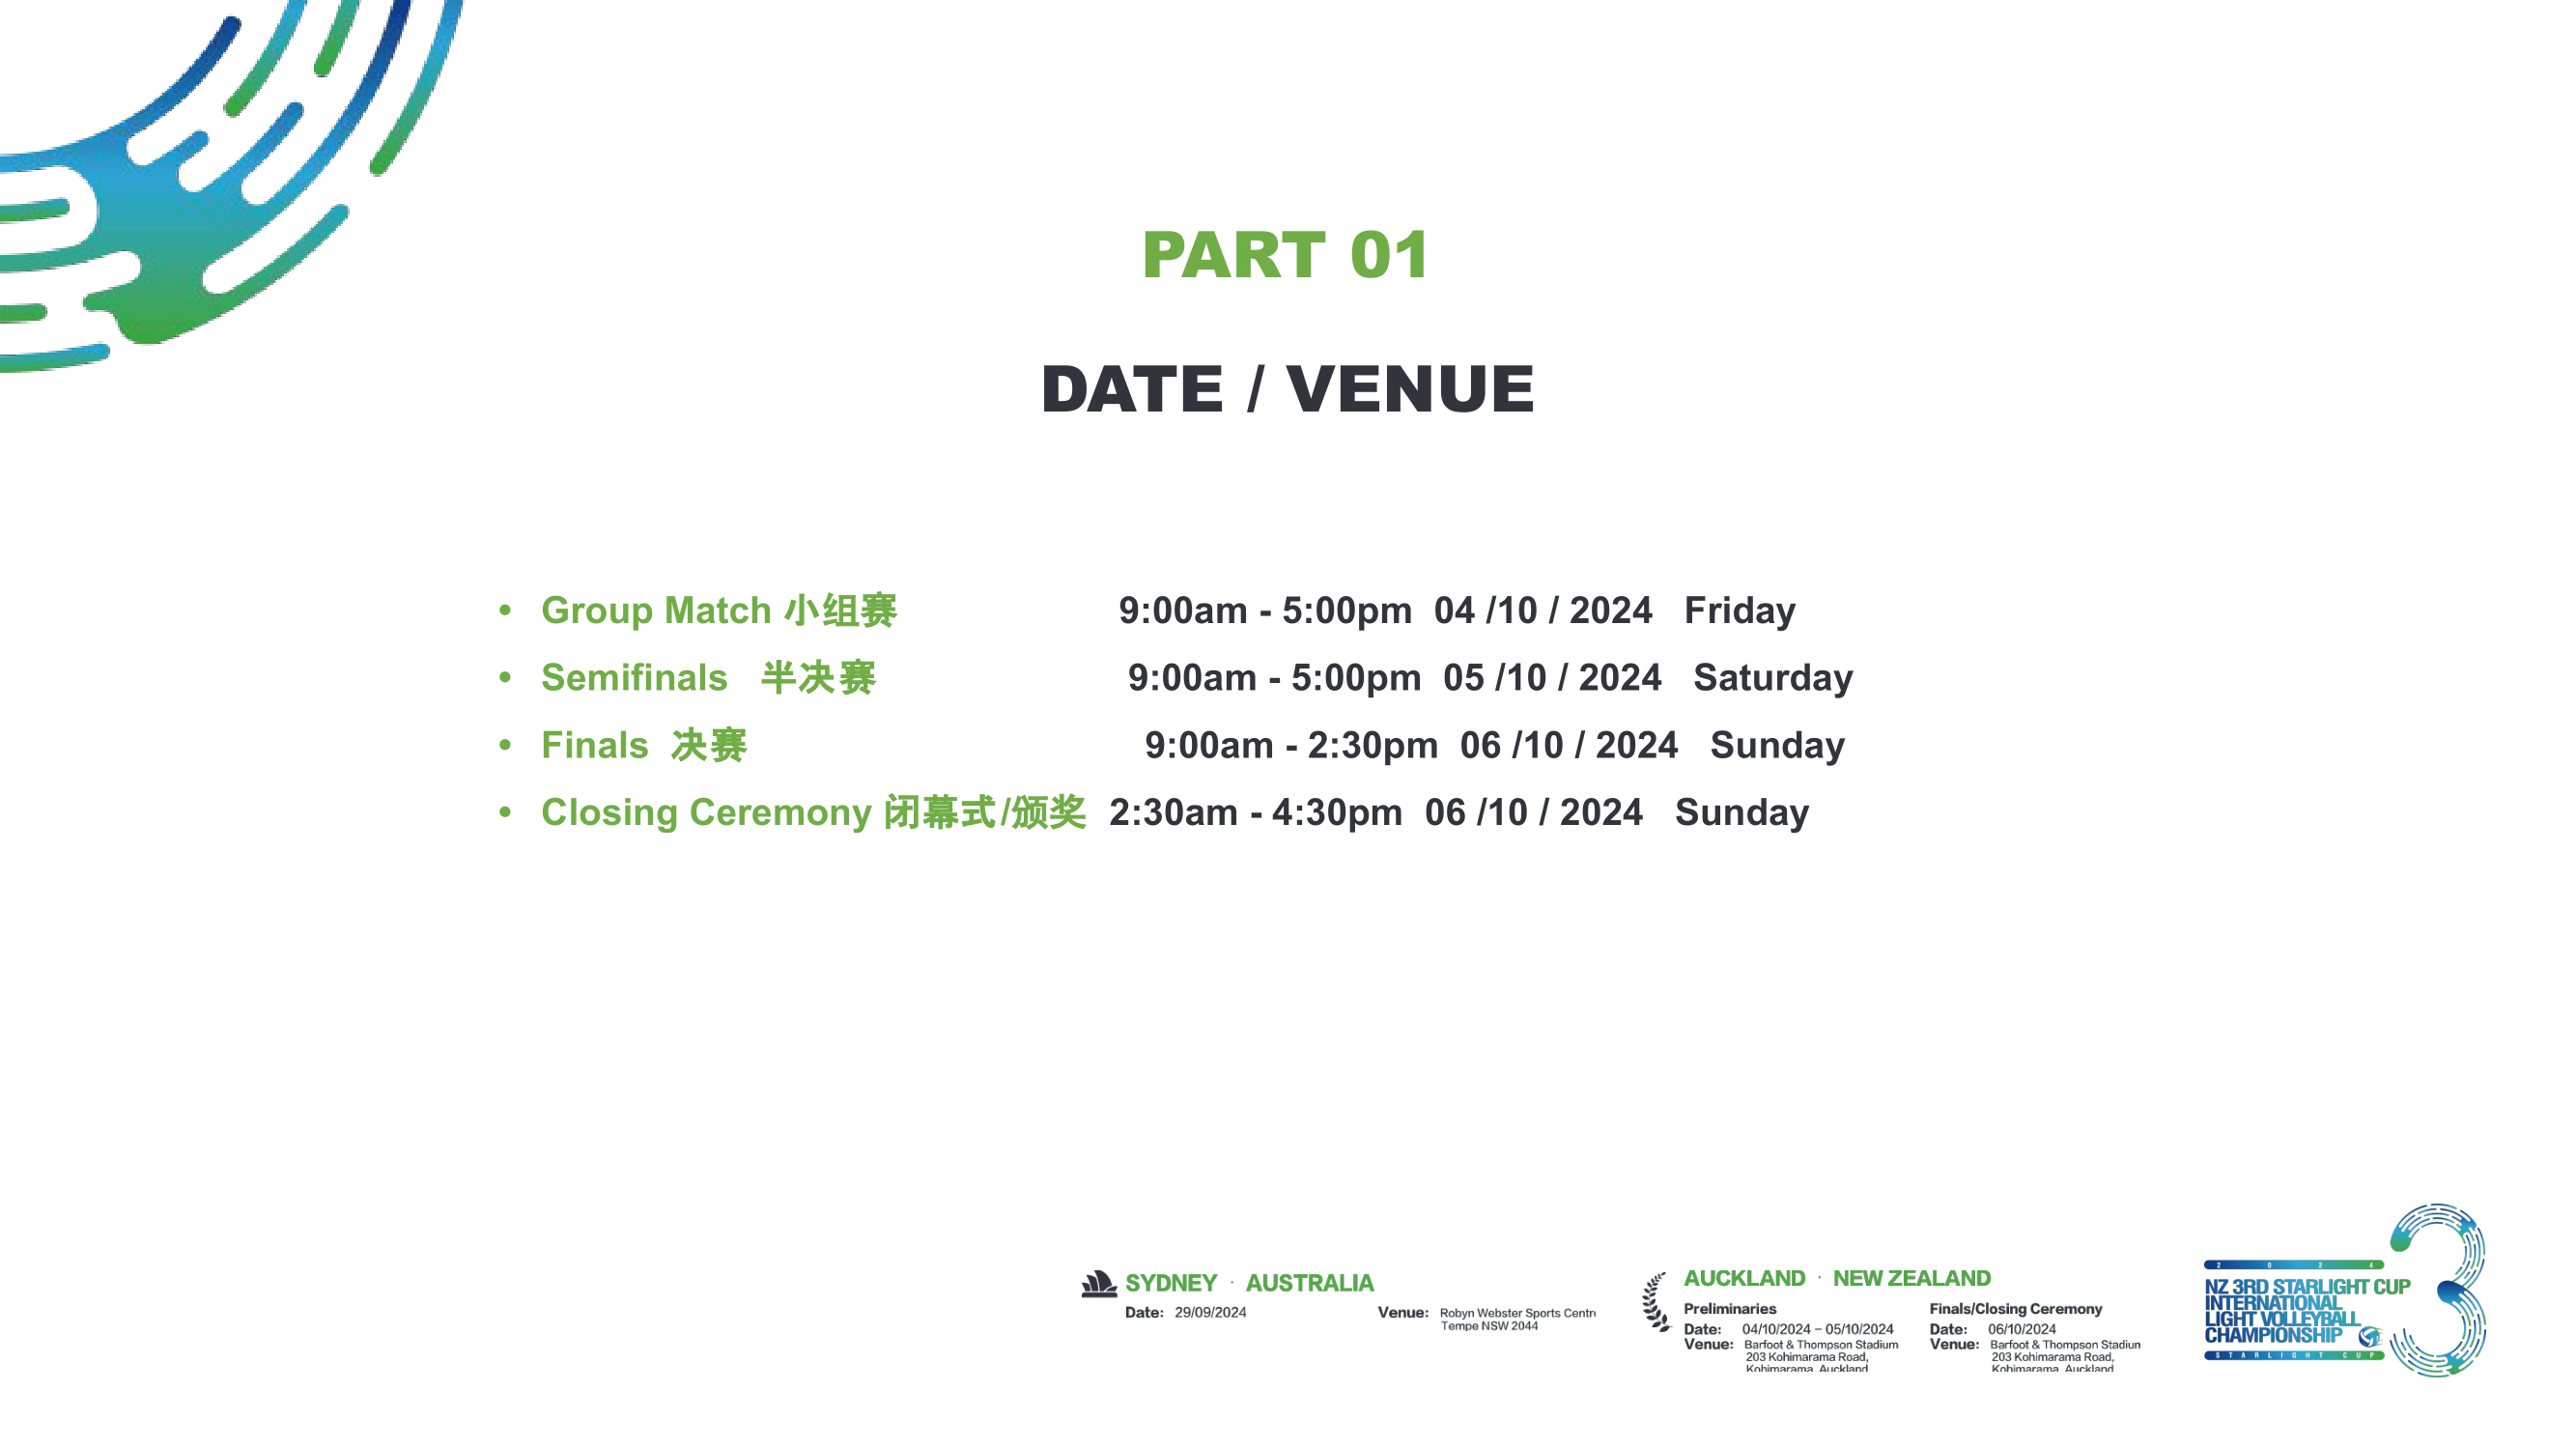 PART 01
DATE / VENUE
• Group Match 小组赛 9:00am - 5:00pm 04 /10 / 2024 Friday
• Semifinals 半决赛 9:00am - 5:00pm 05 /10 / 2024 Saturday
• Finals 决赛 9:00am - 2:30pm 06 /10 / 2024 Sunday
• Closing Ceremony 闭幕式/颁奖 2:30am - 4:30pm 06 /10 / 2024 Sunday
SYDNEY · AUSTRALIA
Date: 29/09/2024 Venue: Robyn Webster Sports Centre
Tempe NSW 2044
AUCKLAND · NEW ZEALAND
Preliminaries
Date: 04/10/2024 - 05/10/2024
Venue: Barfoot & Thompson Stadium
203 Kohimarama Road,
Kohimarama, Auckland
Finals/Closing Ceremony
Date: 06/10/2024
Venue: Barfoot & Thompson Stadium
203 Kohimarama Road,
Kohimarama, Auckland
2 0 2 4
NZ 3RD STARLIGHT CUP
INTERNATIONAL
LIGHT VOLLEYBALL
CHAMPIONSHIP
STARLIGHT CUP